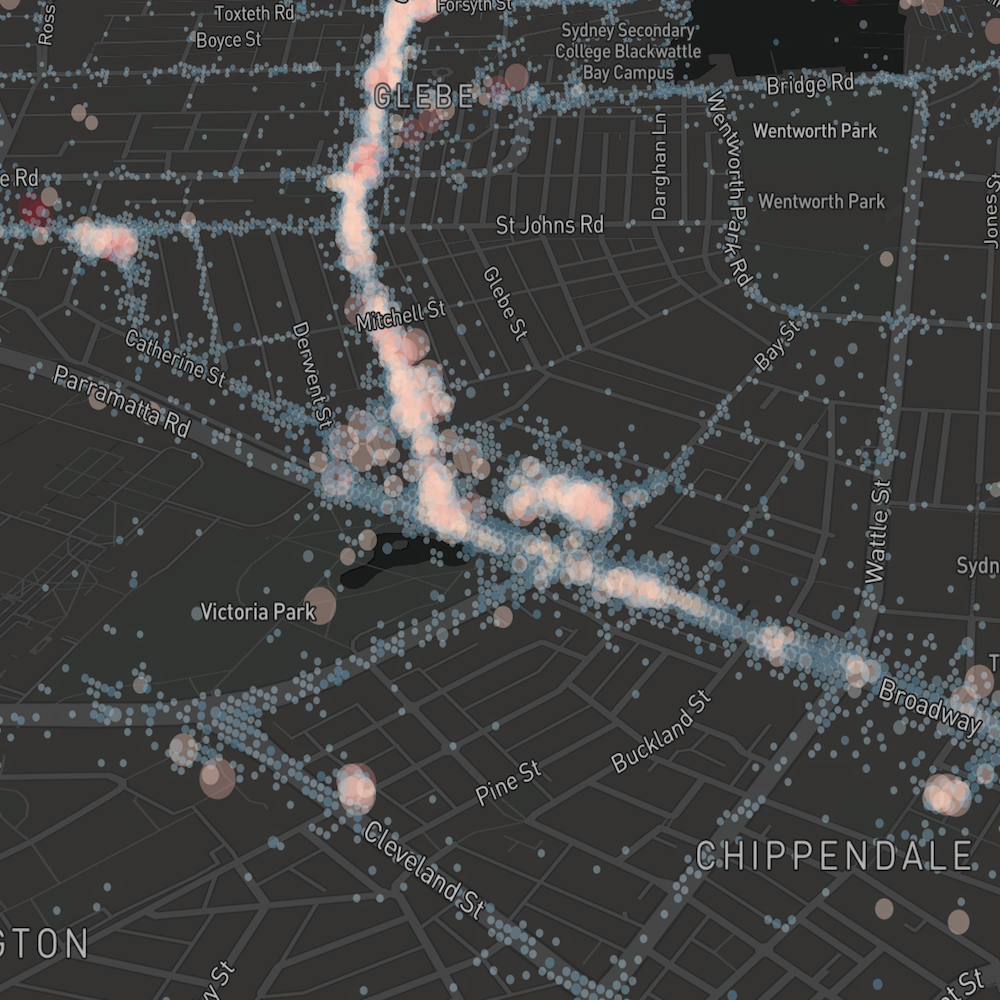 Ross
Toxteth Rd
Forsyth St
Boyce St
Sydney Secondary
College Blackwattle
Bay Campus
GLEBE
Bridge Rd
Wentworth Park Rd
Wentworth Park
Darghan Ln
e Rd
Wentworth Park
Jones St
St Johns Rd
Glebe St
Mitchell St
Derwent St
Catherine St
Bay St
Parramatta Rd
Wattle St
Sydn
Victoria Park
T
Broadway
Buckland St
Pine St
Cleveland St
CHIPPENDALE
GTON
w St
t St